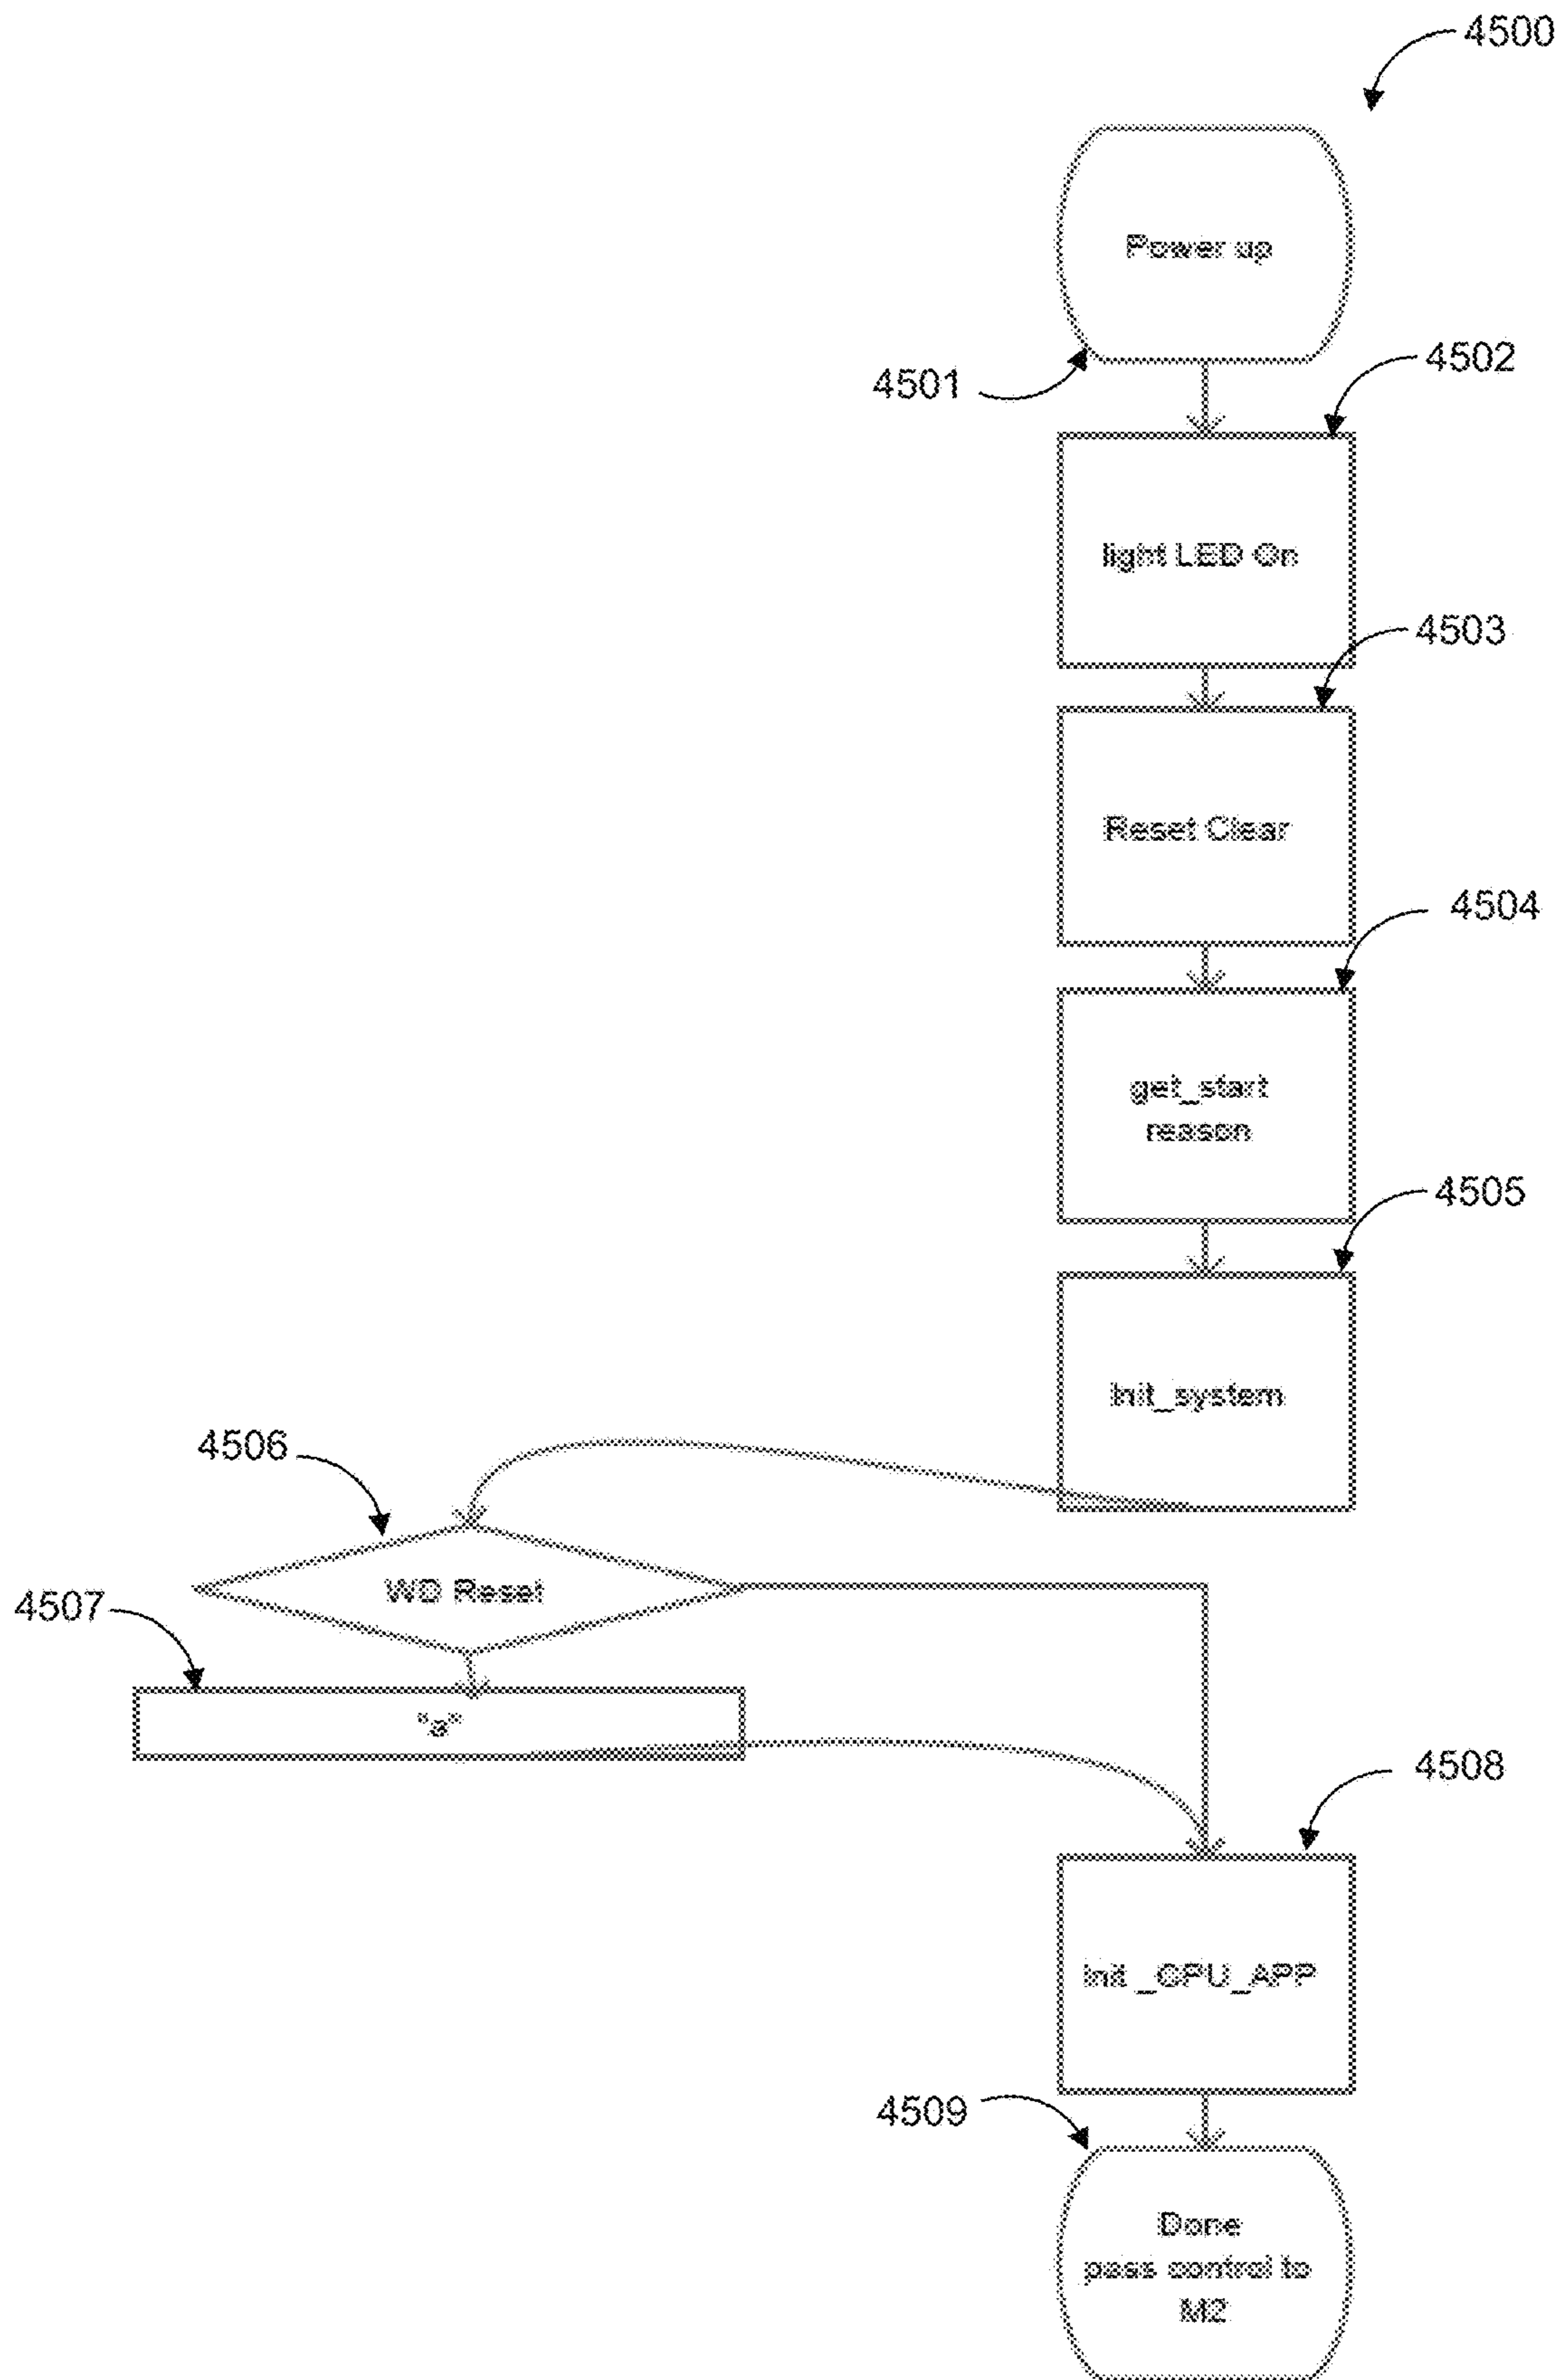 4500
Power up
4501
4502
light LED On
4503
Reset Clear
4504
get_start
reason
4505
Init_system
4506
WD Reset
4507
"a"
4508
Init _CPU_APP
4509
Done
pass control to
M2